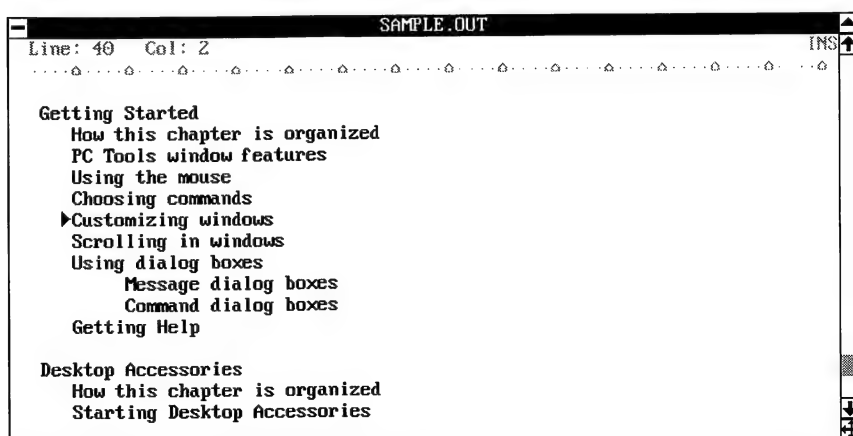 SAMPLE.OUT
Line: 40 Col: 2 INS
Getting Started
How this chapter is organized
PC Tools window features
Using the mouse
Choosing commands
Customizing windows
Scrolling in windows
Using dialog boxes
Message dialog boxes
Command dialog boxes
Getting Help
Desktop Accessories
How this chapter is organized
Starting Desktop Accessories